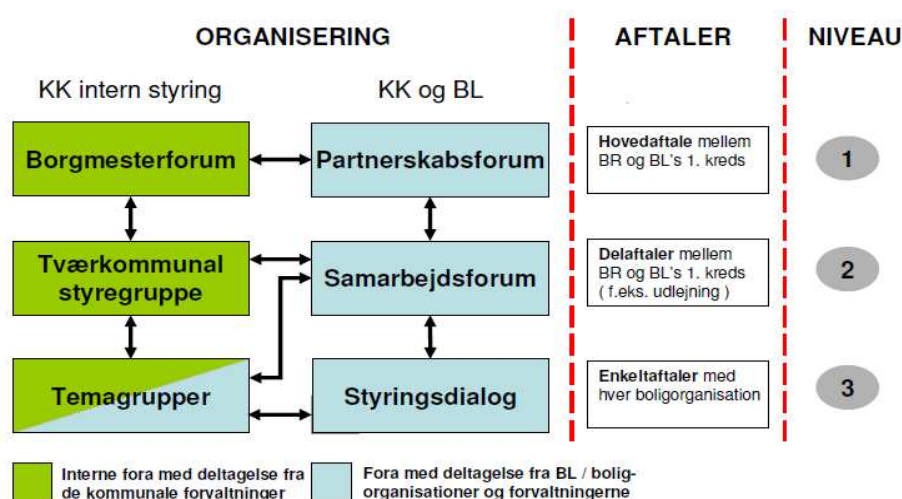 ORGANISERING
AFTALER
NIVEAU
KK intern styring
KK og BL
Borgmesterforum
Partnerskabsforum
Hovedaftale mellem
BR og BL's 1. kreds
1
Tværkommunal
styregruppe
Samarbejdsforum
Delaftaler mellem
BR og BL's 1. kreds
( f.eks. udlejning )
2
Temagrupper
Styringsdialog
Enkeltaftaler med
hver boligorganisation
3
Interne fora med deltagelse fra
de kommunale forvaltninger
Fora med deltagelse fra BL / bolig-
organisationer og forvaltningerne